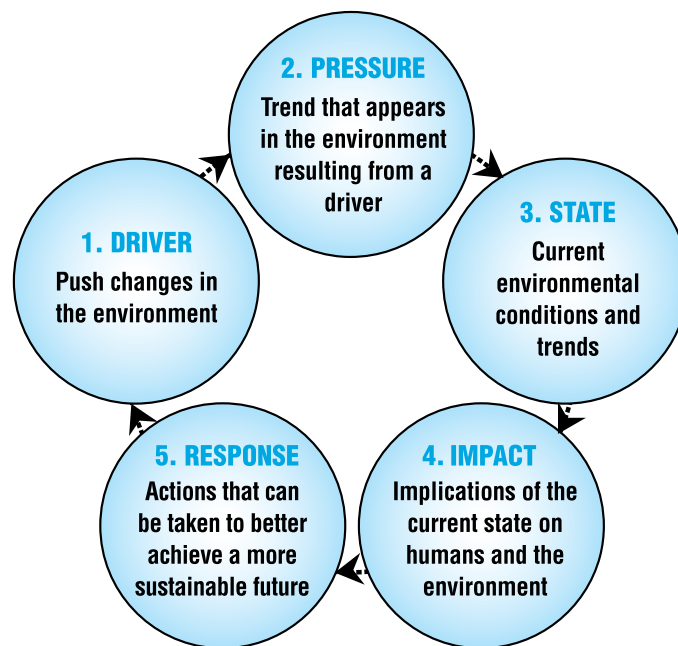 1. DRIVER
Push changes in
the environment
2. PRESSURE
Trend that appears
in the environment
resulting from a
driver
3. STATE
Current
environmental
conditions and
trends
4. IMPACT
Implications of the
current state on
humans and the
environment
5. RESPONSE
Actions that can
be taken to better
achieve a more
sustainable future